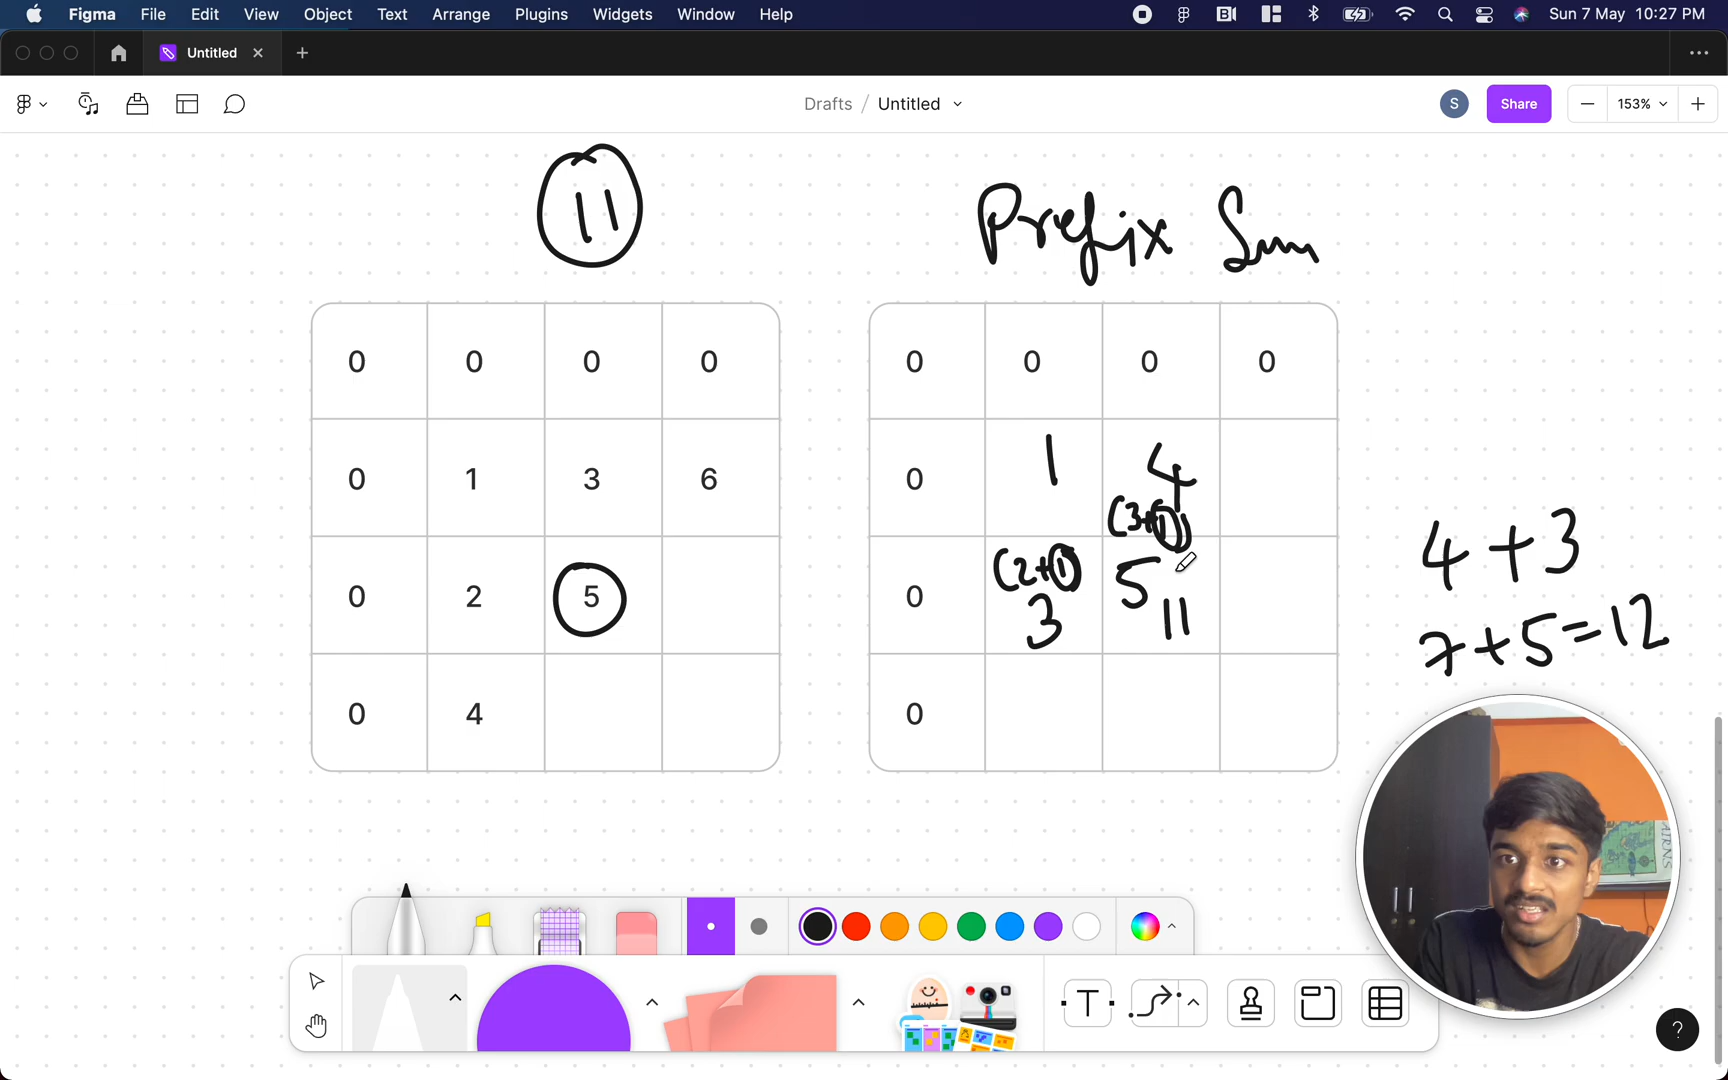 Figma File Edit View Object Text Arrange Plugins Widgets Window Help Sun 7 May 10:27 PM
Untitled
Drafts / Untitled S Share 153%
11 Prefix Sum
0 0 0 0 0 0 0 0
0 1 3 6 0 1 4
(3+1)
4 + 3
0 2 5 0 (2+1) 5
3 11
7 + 5 = 12
0 4 0
T
?